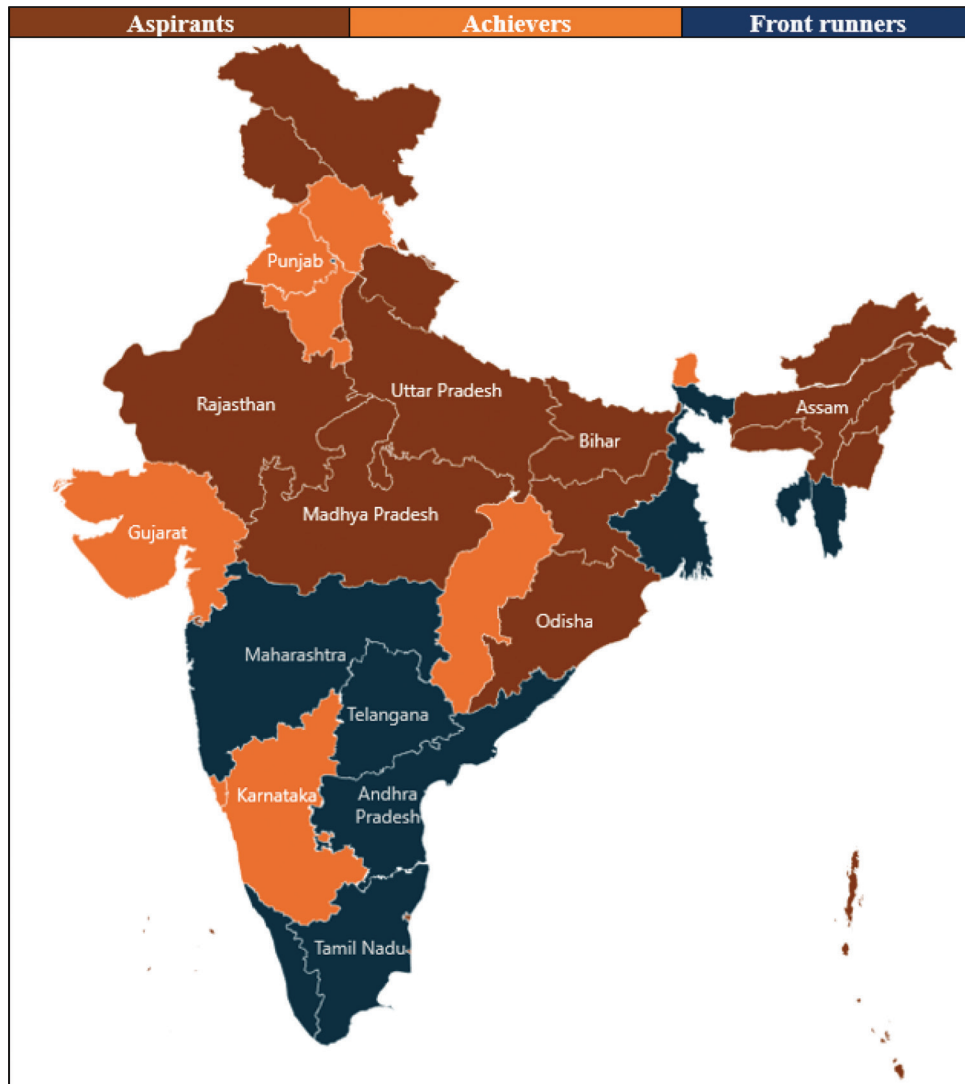 Aspirants
Achievers
Front runners
Punjab
Uttar Pradesh
Rajasthan
Assam
Bihar
Madhya Pradesh
Gujarat
Odisha
Maharashtra
Telangana
Karnataka
Andhra
Pradesh
Tamil Nadu